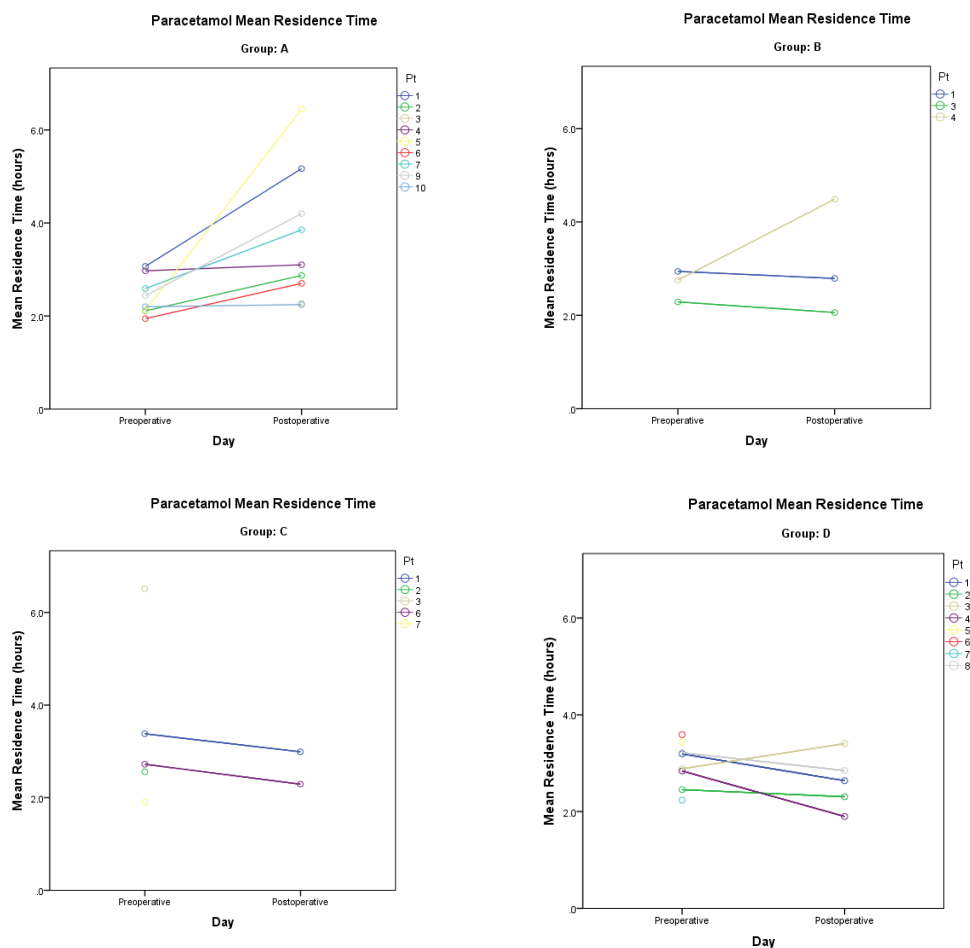 Paracetamol Mean Residence Time
Group: A
Pt
1
2
3
4
5
6
7
9
10
6.0
4.0
2.0
.0
Mean Residence Time (hours)
Preoperative
Postoperative
Day
Paracetamol Mean Residence Time
Group: B
Pt
1
3
4
6.0
4.0
2.0
.0
Mean Residence Time (hours)
Preoperative
Postoperative
Day
Paracetamol Mean Residence Time
Group: C
Pt
1
2
3
6
7
6.0
4.0
2.0
.0
Mean Residence Time (hours)
Preoperative
Postoperative
Day
Paracetamol Mean Residence Time
Group: D
Pt
1
2
3
4
5
6
7
8
6.0
4.0
2.0
.0
Mean Residence Time (hours)
Preoperative
Postoperative
Day